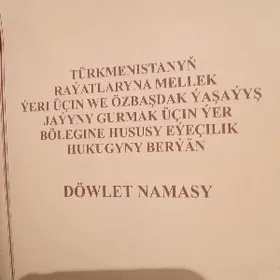 TÜRKMENISTANYŇ
RAÝATLARYNA MELLEK
ÝERI ÜÇIN WE ÖZBAŞDAK ÝAŞAÝYŞ
JAÝYNY GURMAK ÜÇIN ÝER
BÖLEGINE HUSUSY EÝEÇILIK
HUKUGYNY BERÝÄN
DÖWLET NAMASY